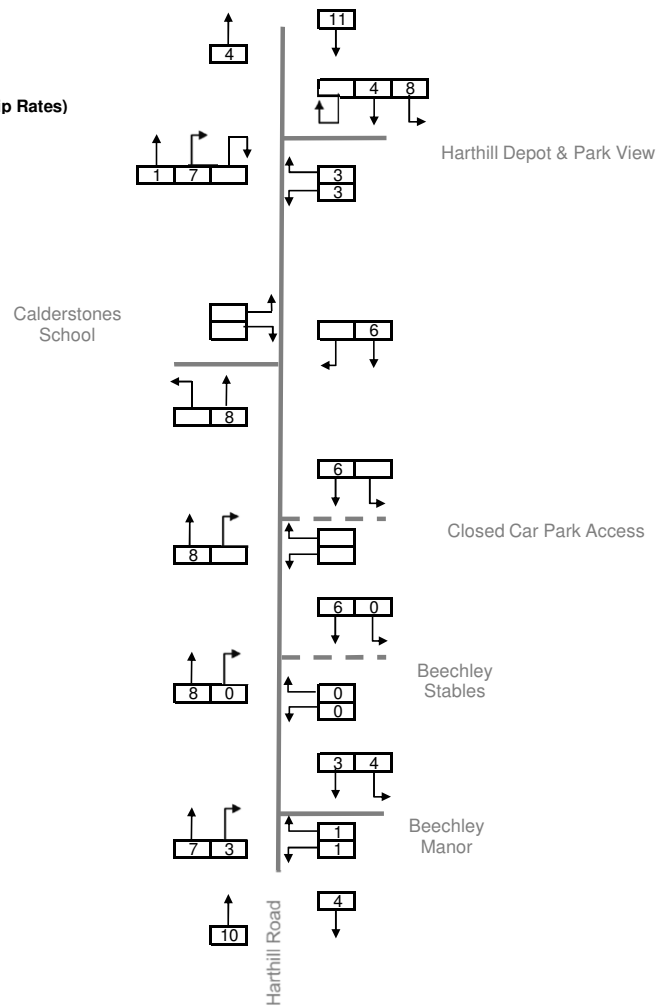 11
4
p Rates)
4 8
Harthill Depot & Park View
1 7
3
3
Calderstones
School
6
8
6
Closed Car Park Access
8
6 0
Beechley
Stables
8 0
0
0
3 4
Beechley
Manor
7 3
1
1
4
10
Harthill Road